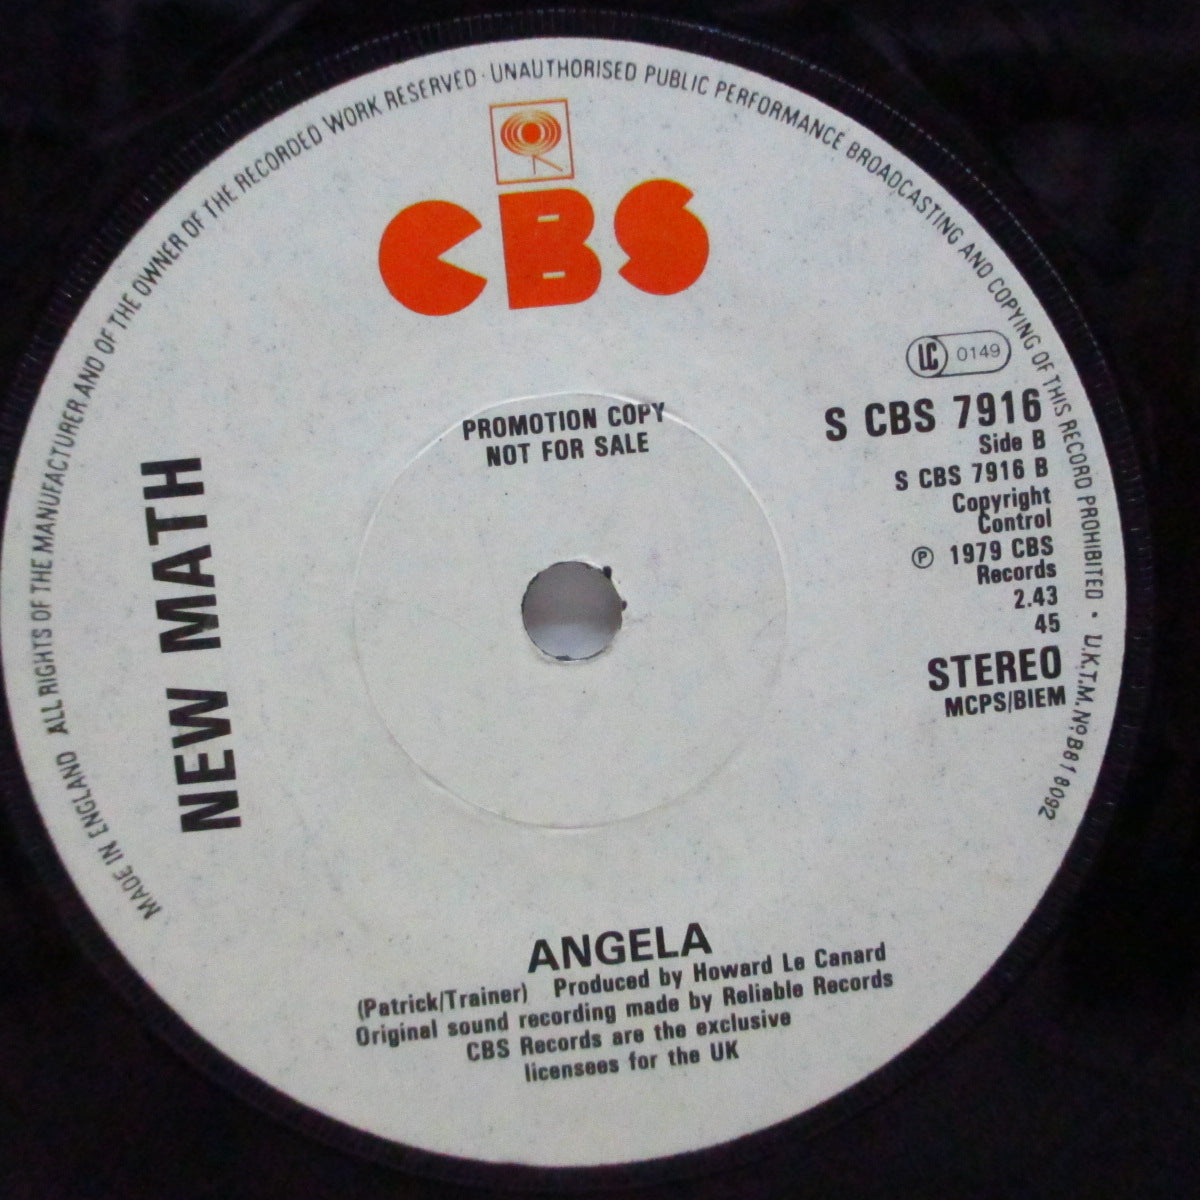 MADE IN ENGLAND ALL RIGHTS OF THE MANUFACTURER AND OF THE OWNER OF THE RECORDED WORK RESERVED · UNAUTHORISED PUBLIC PERFORMANCE BROADCASTING AND COPYING OF THIS RECORD PROHIBITED · U.K.T.M. No B818092
CBS
LC 0149
PROMOTION COPY
NOT FOR SALE
S CBS 7916
Side B
S CBS 7916 B
Copyright
Control
℗ 1979 CBS
Records
2.43
45
STEREO
MCPS/BIEM
NEW MATH
ANGELA
(Patrick/Trainer) Produced by Howard Le Canard
Original sound recording made by Reliable Records
CBS Records are the exclusive
licensees for the UK